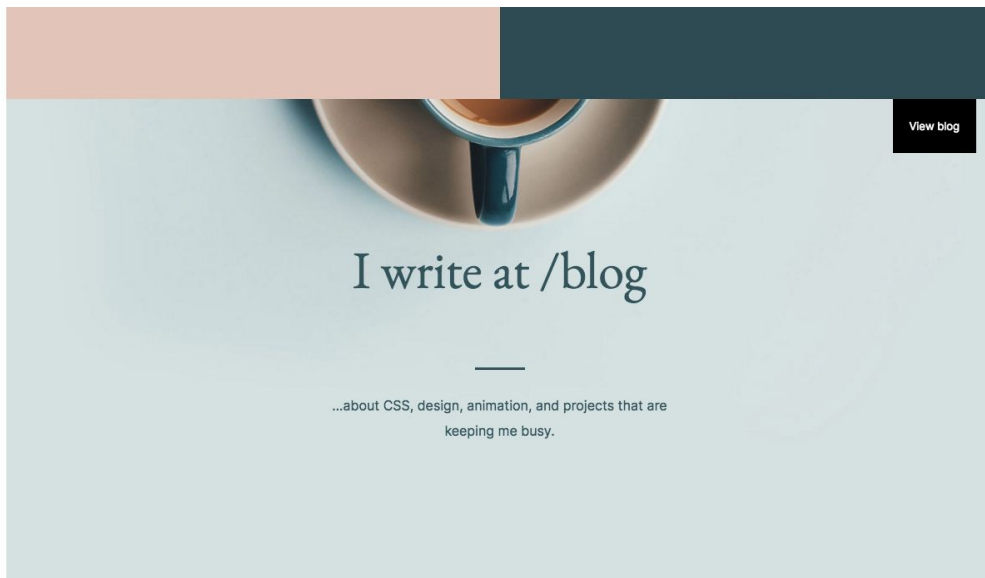 View blog
I write at /blog
...about CSS, design, animation, and projects that are
keeping me busy.